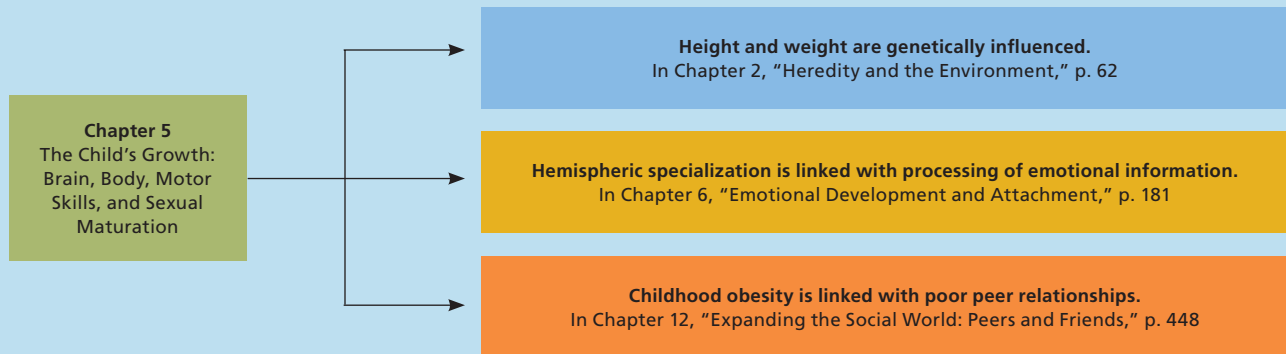 Chapter 5
The Child’s Growth:
Brain, Body, Motor
Skills, and Sexual
Maturation
Height and weight are genetically influenced.
In Chapter 2, “Heredity and the Environment,” p. 62
Hemispheric specialization is linked with processing of emotional information.
In Chapter 6, “Emotional Development and Attachment,” p. 181
Childhood obesity is linked with poor peer relationships.
In Chapter 12, “Expanding the Social World: Peers and Friends,” p. 448